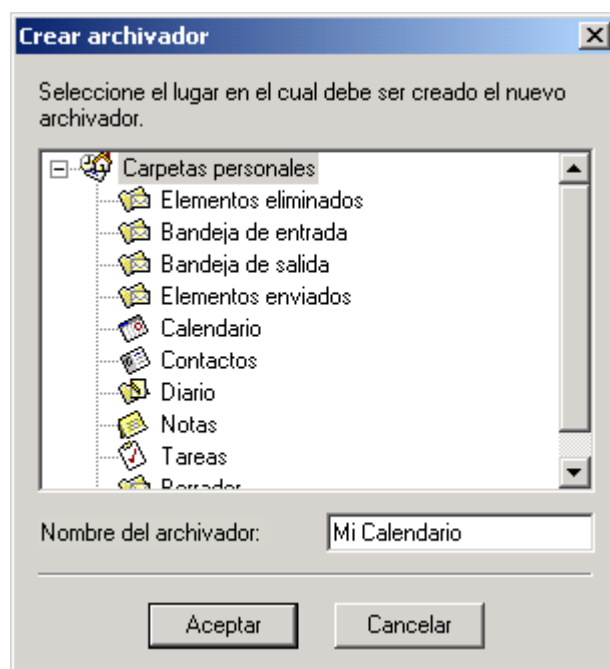 Crear archivador
Seleccione el lugar en el cual debe ser creado el nuevo
archivador.
Carpetas personales
Elementos eliminados
Bandeja de entrada
Bandeja de salida
Elementos enviados
Calendario
Contactos
Diario
Notas
Tareas
Borrador
Nombre del archivador: Mi Calendario
Aceptar Cancelar